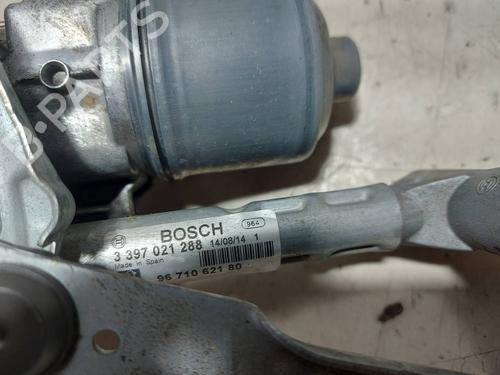 B-PARTS
BOSCH 964
3 397 021 288 14/08/14 1
Made in Spain
96 710 621 80